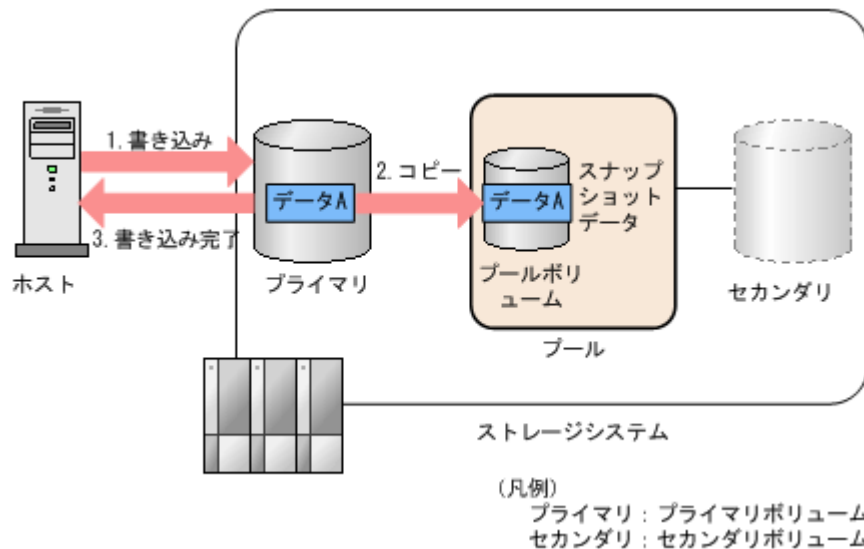 1.書き込み
2.コピー
データA
データA
スナップ
ショット
データ
3.書き込み完了
ホスト
プライマリ
プールボリ
ューム
セカンダリ
プール
ストレージシステム
(凡例)
プライマリ:プライマリボリューム
セカンダリ:セカンダリボリューム